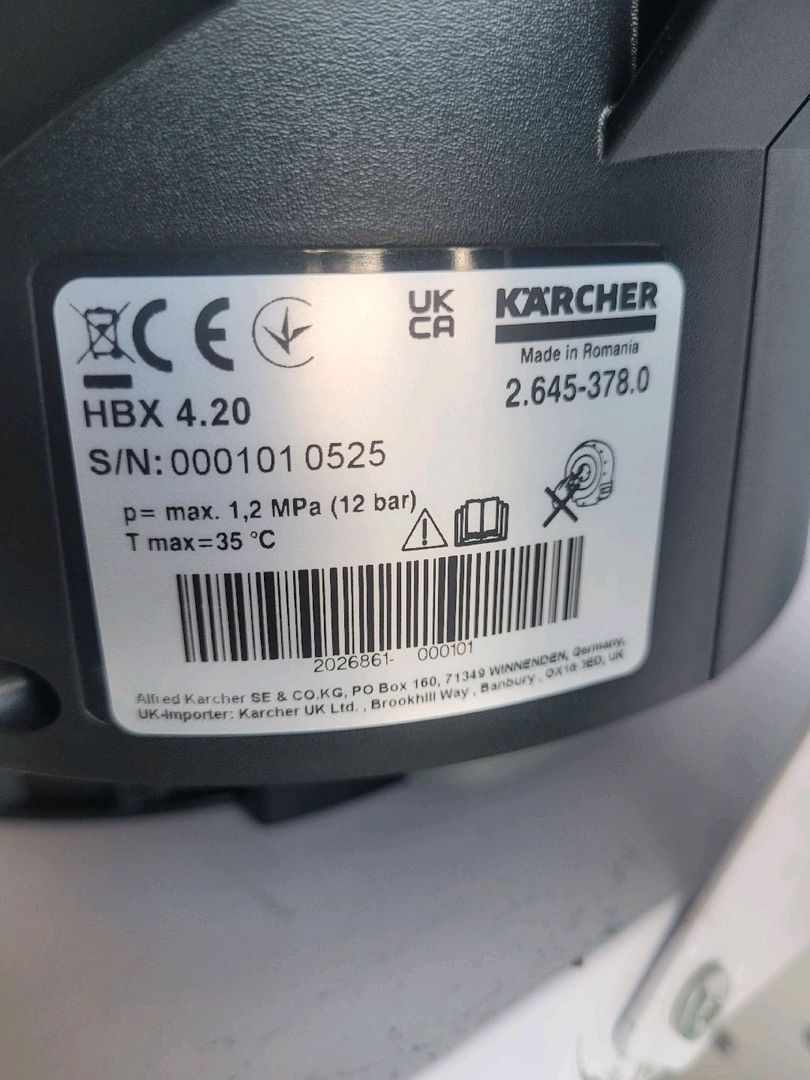 CE
UK
CA
KÄRCHER
Made in Romania
2.645-378.0
HBX 4.20
S/N: 000101 0525
p= max. 1,2 MPa (12 bar)
T max=35 °C
2026861- 000101
Alfred Karcher SE & CO.KG, PO Box 160, 71349 WINNENDEN, Germany,
UK-Importer: Karcher UK Ltd. , Brookhill Way , Banbury , OX16 3ED, UK